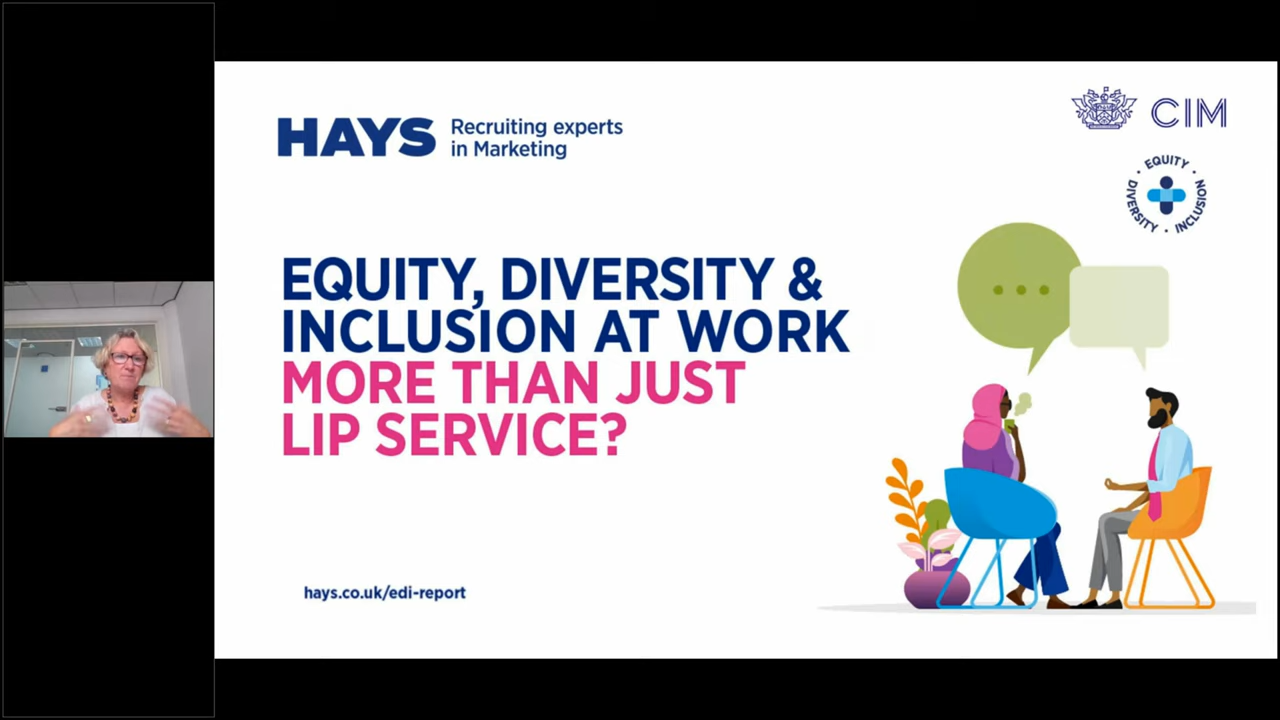 HAYS
Recruiting experts
in Marketing
CIM
EQUITY
DIVERSITY
INCLUSION
EQUITY, DIVERSITY &
INCLUSION AT WORK
MORE THAN JUST
LIP SERVICE?
hays.co.uk/edi-report